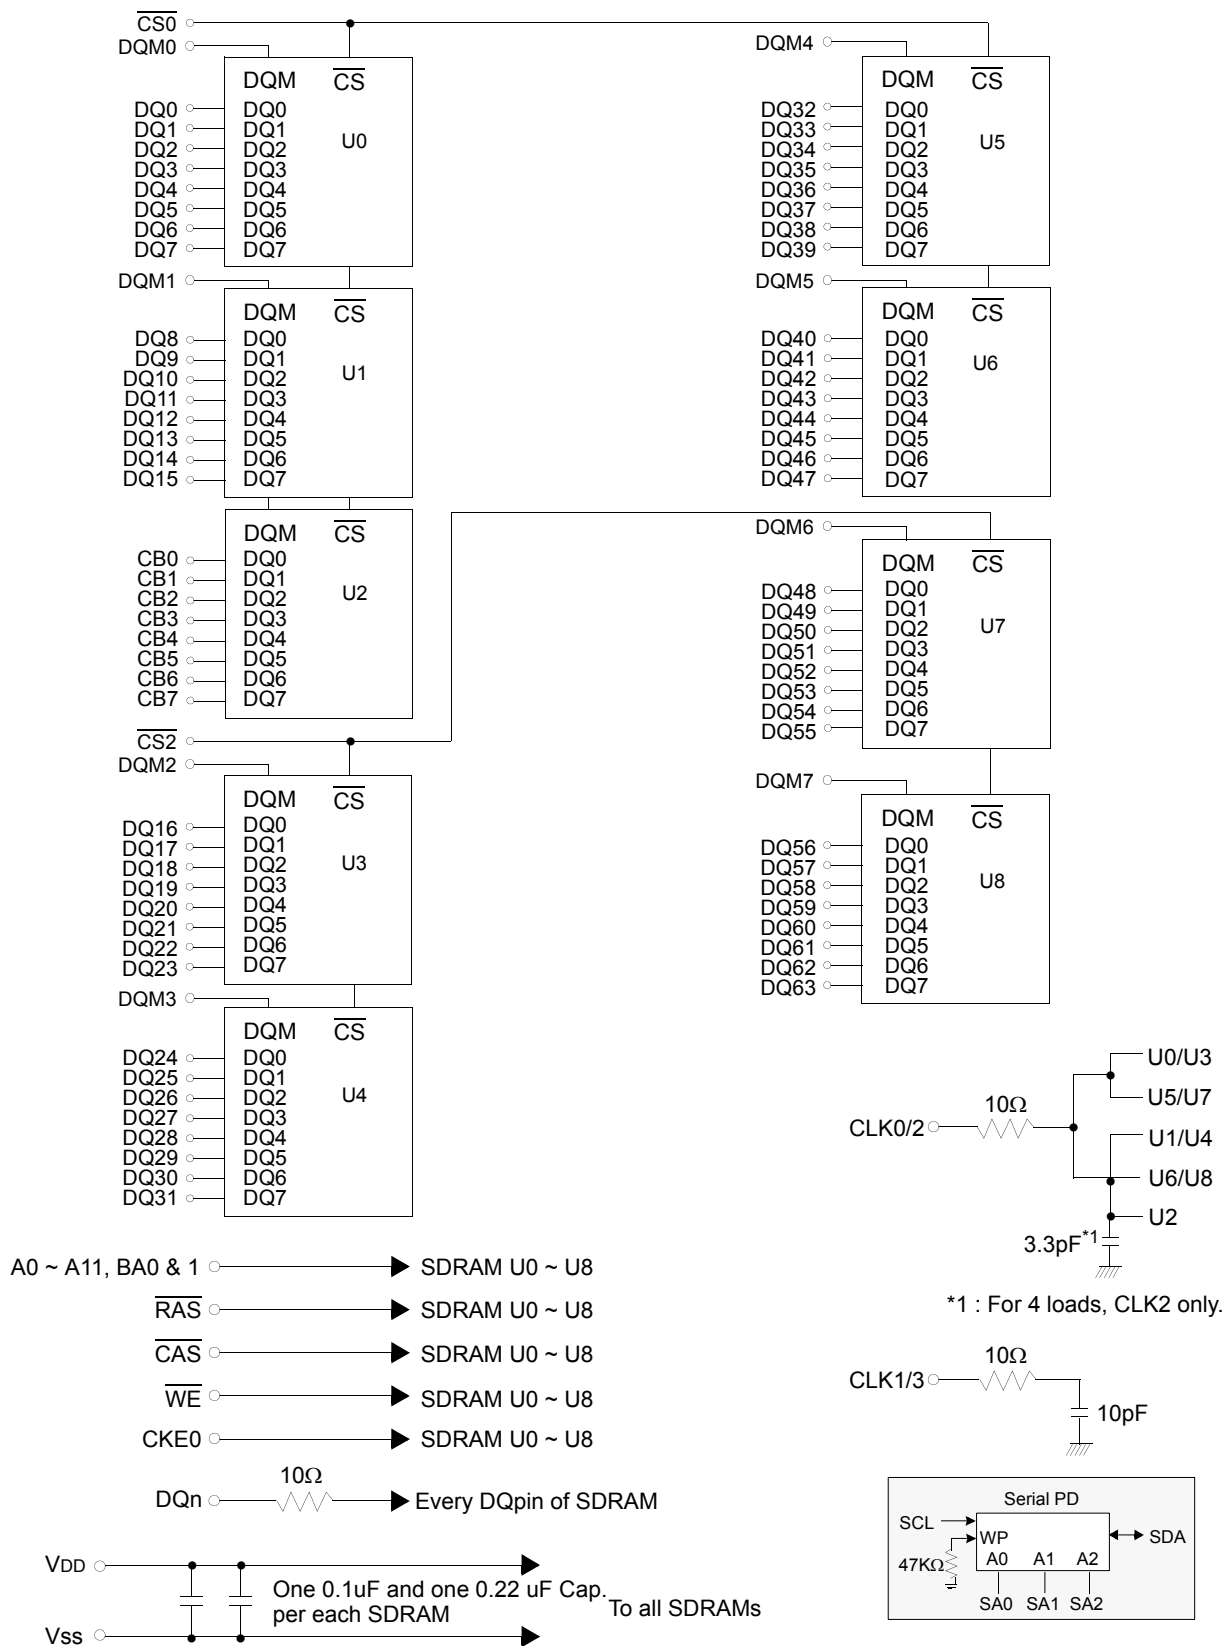 CS0
DQM0
DQM CS
DQ0 DQ0
DQ1 DQ1
U0
DQ2 DQ2
DQ3 DQ3
DQ4 DQ4
DQ5 DQ5
DQ6 DQ6
DQ7 DQ7
DQM1
DQM CS
DQ8 DQ0
DQ9 DQ1
U1
DQ10 DQ2
DQ11 DQ3
DQ12 DQ4
DQ13 DQ5
DQ14 DQ6
DQ15 DQ7
DQM CS
CB0 DQ0
CB1 DQ1
U2
CB2 DQ2
CB3 DQ3
CB4 DQ4
CB5 DQ5
CB6 DQ6
CB7 DQ7
CS2
DQM2
DQM CS
DQ16 DQ0
DQ17 DQ1
U3
DQ18 DQ2
DQ19 DQ3
DQ20 DQ4
DQ21 DQ5
DQ22 DQ6
DQ23 DQ7
DQM3
DQM CS
DQ24 DQ0
DQ25 DQ1
U4
DQ26 DQ2
DQ27 DQ3
DQ28 DQ4
DQ29 DQ5
DQ30 DQ6
DQ31 DQ7
DQM4
DQM CS
DQ32 DQ0
DQ33 DQ1
U5
DQ34 DQ2
DQ35 DQ3
DQ36 DQ4
DQ37 DQ5
DQ38 DQ6
DQ39 DQ7
DQM5
DQM CS
DQ40 DQ0
DQ41 DQ1
U6
DQ42 DQ2
DQ43 DQ3
DQ44 DQ4
DQ45 DQ5
DQ46 DQ6
DQ47 DQ7
DQM6
DQM CS
DQ48 DQ0
DQ49 DQ1
U7
DQ50 DQ2
DQ51 DQ3
DQ52 DQ4
DQ53 DQ5
DQ54 DQ6
DQ55 DQ7
DQM7
DQM CS
DQ56 DQ0
DQ57 DQ1
U8
DQ58 DQ2
DQ59 DQ3
DQ60 DQ4
DQ61 DQ5
DQ62 DQ6
DQ63 DQ7
A0 ~ A11, BA0 & 1 SDRAM U0 ~ U8
RAS SDRAM U0 ~ U8
CAS SDRAM U0 ~ U8
WE SDRAM U0 ~ U8
CKE0 SDRAM U0 ~ U8
10Ω
DQn Every DQpin of SDRAM
VDD
One 0.1uF and one 0.22 uF Cap.
per each SDRAM
To all SDRAMs
Vss
U0/U3
10Ω
U5/U7
CLK0/2
U1/U4
U6/U8
U2
3.3pF*1
*1 : For 4 loads, CLK2 only.
10Ω
CLK1/3
10pF
Serial PD
SCL
WP
SDA
47KΩ
A0 A1 A2
SA0 SA1 SA2